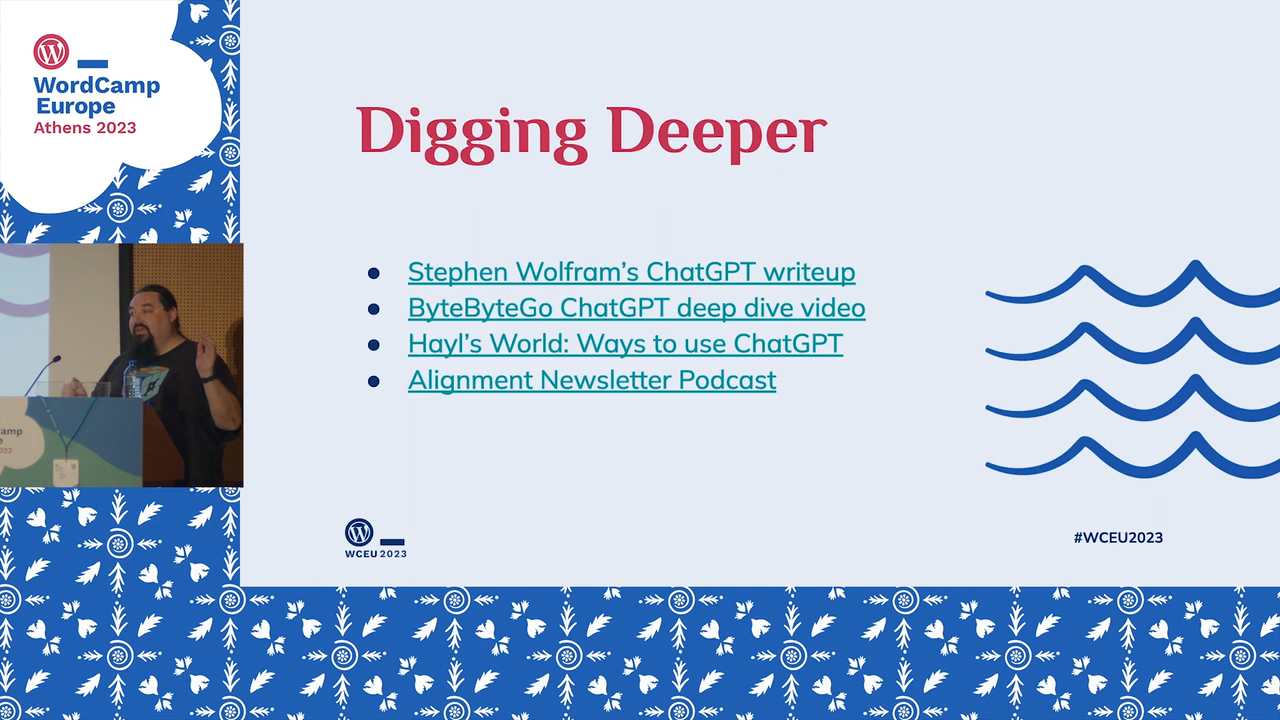 WordCamp
Europe
Athens 2023
Digging Deeper
Stephen Wolfram's ChatGPT writeup
ByteByteGo ChatGPT deep dive video
Hayl's World: Ways to use ChatGPT
Alignment Newsletter Podcast
WCEU 2023
#WCEU2023